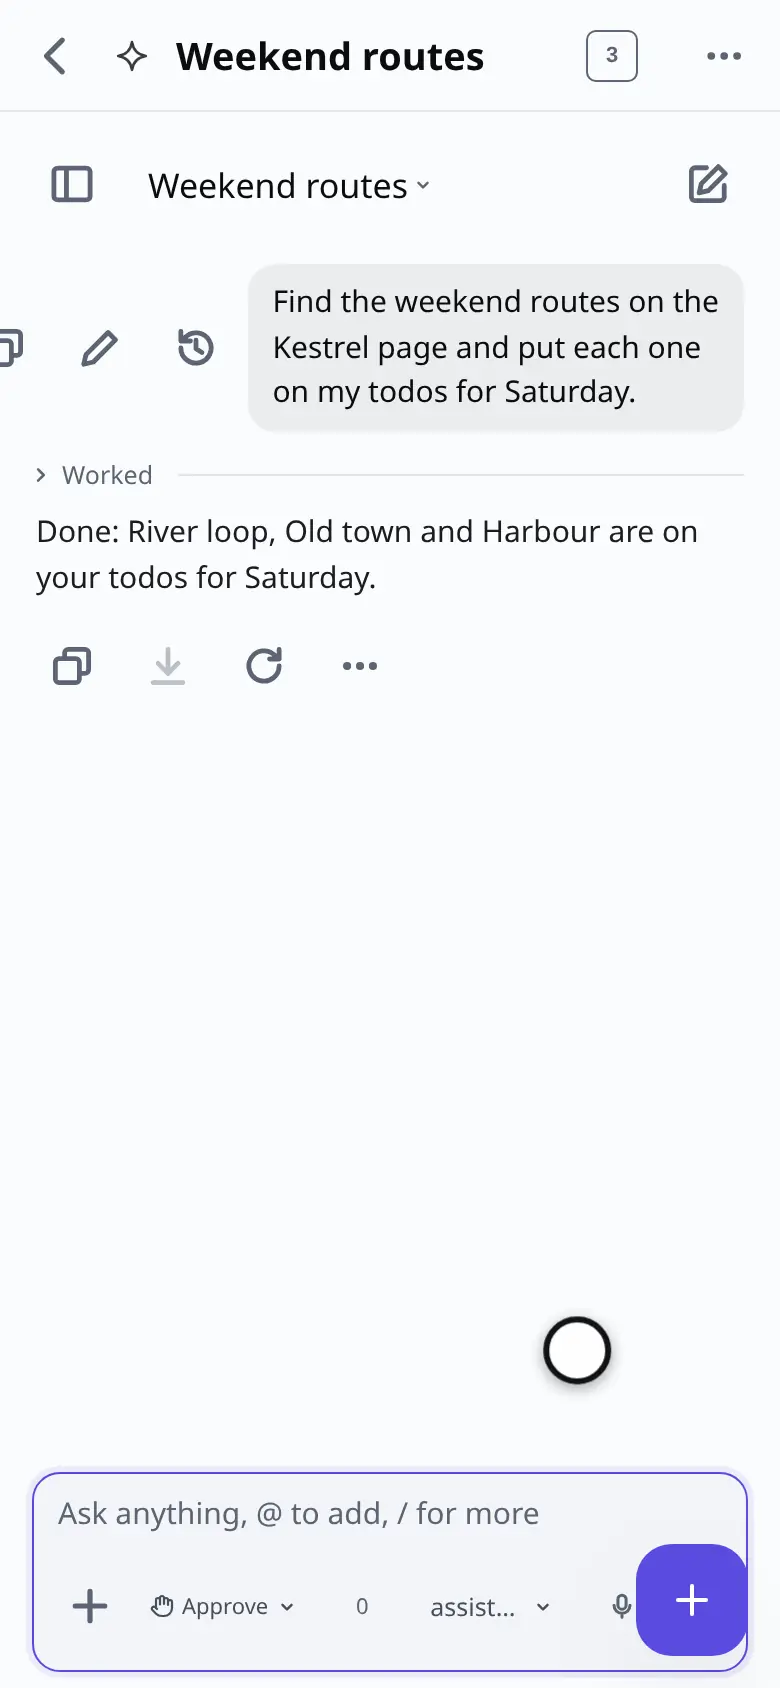 Weekend routes
3
Weekend routes
Find the weekend routes on the
Kestrel page and put each one
on my todos for Saturday.
Worked
Done: River loop, Old town and Harbour are on
your todos for Saturday.
Ask anything, @ to add, / for more
Approve
0
assist...